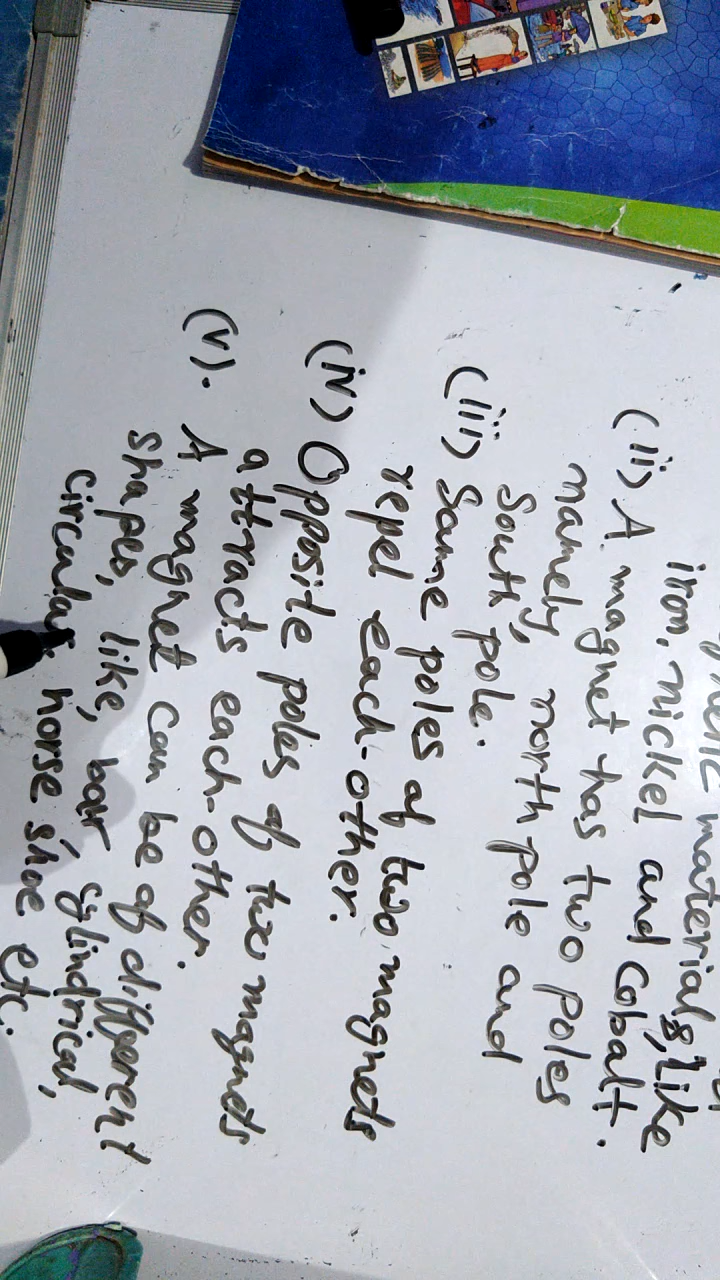 materials, like
iron, nickel and cobalt.
(ii) A magnet has two poles
namely, north pole and
South pole.
(iii) Same poles of two magnets
repel each-other.
(iv) Opposite poles of two magnets
attracts each-other.
(v). A magnet can be of different
shapes, like, bar cylindrical,
circular, horse shoe etc.